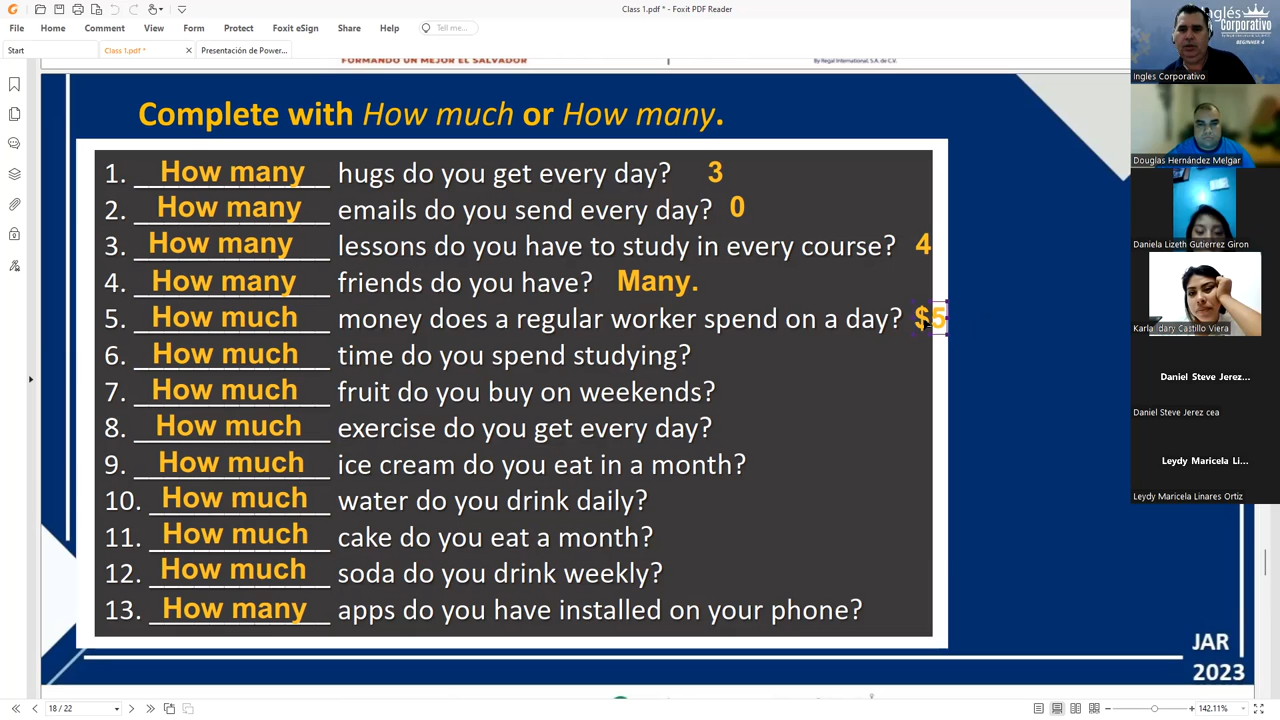 Class 1.pdf * - Foxit PDF Reader
File Home Comment View Form Protect Foxit eSign Share Help Tell me...
Start Class 1.pdf * Presentación de Power...
FORMANDO UN MEJOR EL SALVADOR
By Regal International, S.A. de C.V.
Complete with How much or How many.
1. How many hugs do you get every day? 3
2. How many emails do you send every day? 0
3. How many lessons do you have to study in every course? 4
4. How many friends do you have? Many.
5. How much money does a regular worker spend on a day? $5
6. How much time do you spend studying?
7. How much fruit do you buy on weekends?
8. How much exercise do you get every day?
9. How much ice cream do you eat in a month?
10. How much water do you drink daily?
11. How much cake do you eat a month?
12. How much soda do you drink weekly?
13. How many apps do you have installed on your phone?
JAR
2023
Inglés
Corporativo
BEGINNER 4
Ingles Corporativo
Douglas Hernández Melgar
Daniela Lizeth Gutierrez Giron
Karla Idary Castillo Viera
Daniel Steve Jerez...
Daniel Steve Jerez cea
Leydy Maricela Li...
Leydy Maricela Linares Ortiz
18 / 22
142.11%